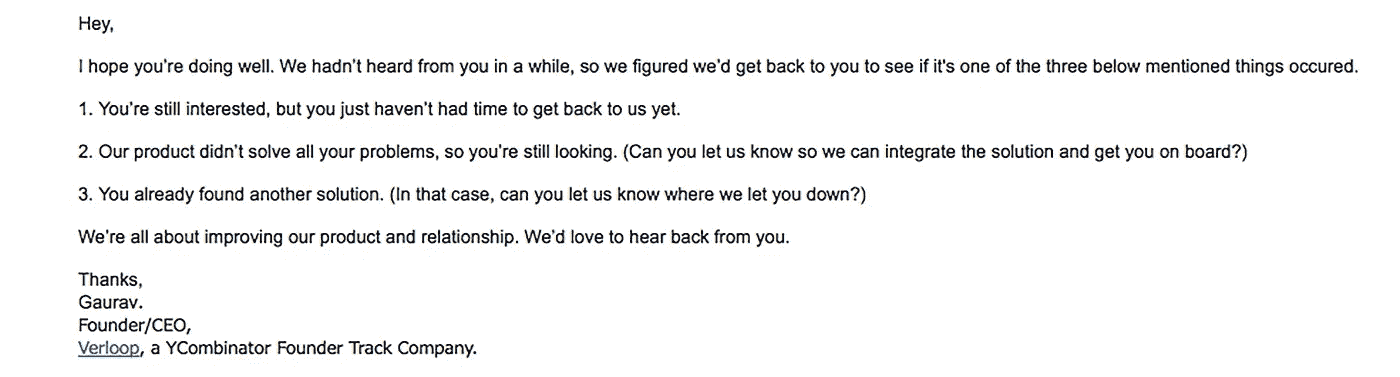 Hey,
I hope you're doing well. We hadn't heard from you in a while, so we figured we'd get back to you to see if it's one of the three below mentioned things occured.
1. You're still interested, but you just haven't had time to get back to us yet.
2. Our product didn't solve all your problems, so you're still looking. (Can you let us know so we can integrate the solution and get you on board?)
3. You already found another solution. (In that case, can you let us know where we let you down?)
We're all about improving our product and relationship. We'd love to hear back from you.
Thanks,
Gaurav.
Founder/CEO,
Verloop, a YCombinator Founder Track Company.